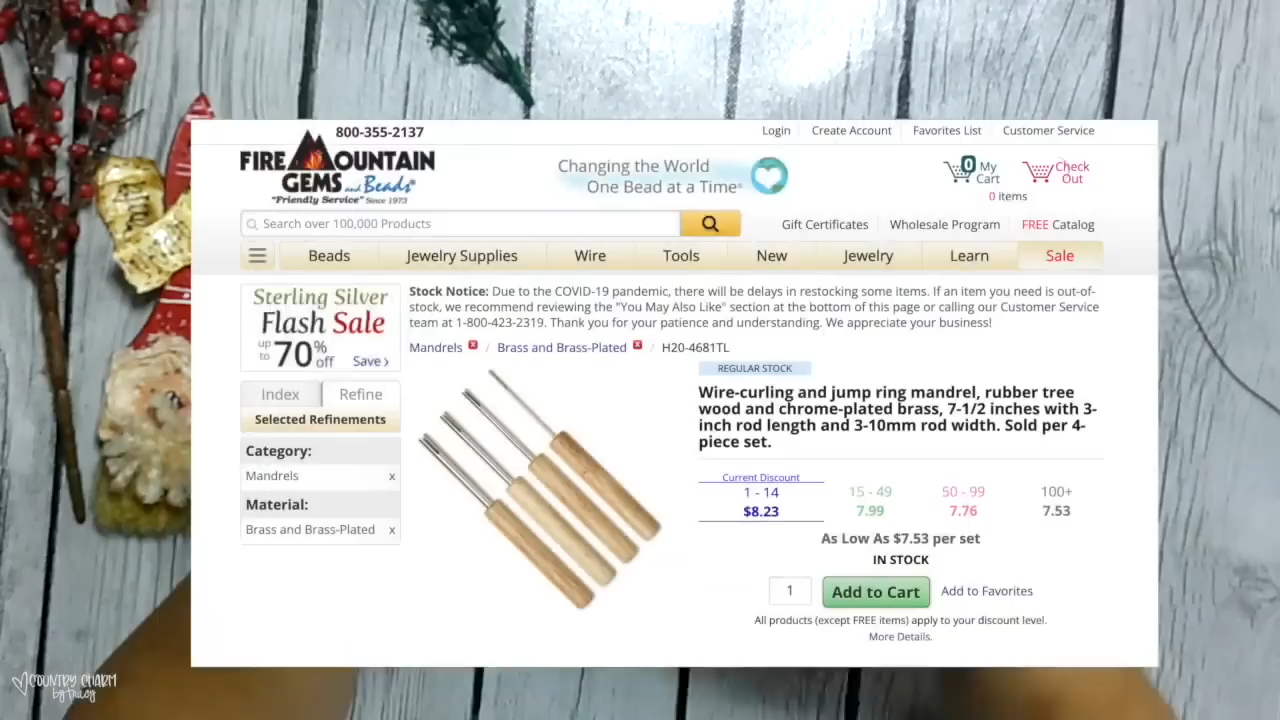 800-355-2137
Login
Create Account
Favorites List
Customer Service
FIRE MOUNTAIN
GEMS and Beads®
"Friendly Service" Since 1973
Changing the World
One Bead at a Time®
0
My
Cart
0 items
Check
Out
Search over 100,000 Products
Gift Certificates
Wholesale Program
FREE Catalog
Beads
Jewelry Supplies
Wire
Tools
New
Jewelry
Learn
Sale
Sterling Silver
Flash Sale
up to 70% off
Save ›
Stock Notice: Due to the COVID-19 pandemic, there will be delays in restocking some items. If an item you need is out-of-
stock, we recommend reviewing the "You May Also Like" section at the bottom of this page or calling our Customer Service
team at 1-800-423-2319. Thank you for your patience and understanding. We appreciate your business!
Mandrels x / Brass and Brass-Plated x / H20-4681TL
Index
Refine
Selected Refinements
Category:
Mandrels x
Material:
Brass and Brass-Plated x
REGULAR STOCK
Wire-curling and jump ring mandrel, rubber tree
wood and chrome-plated brass, 7-1/2 inches with 3-
inch rod length and 3-10mm rod width. Sold per 4-
piece set.
Current Discount
1 - 14
15 - 49
50 - 99
100+
$8.23
7.99
7.76
7.53
As Low As $7.53 per set
IN STOCK
1
Add to Cart
Add to Favorites
All products (except FREE items) apply to your discount level.
More Details.
COUNTRY CHARM
by tracy